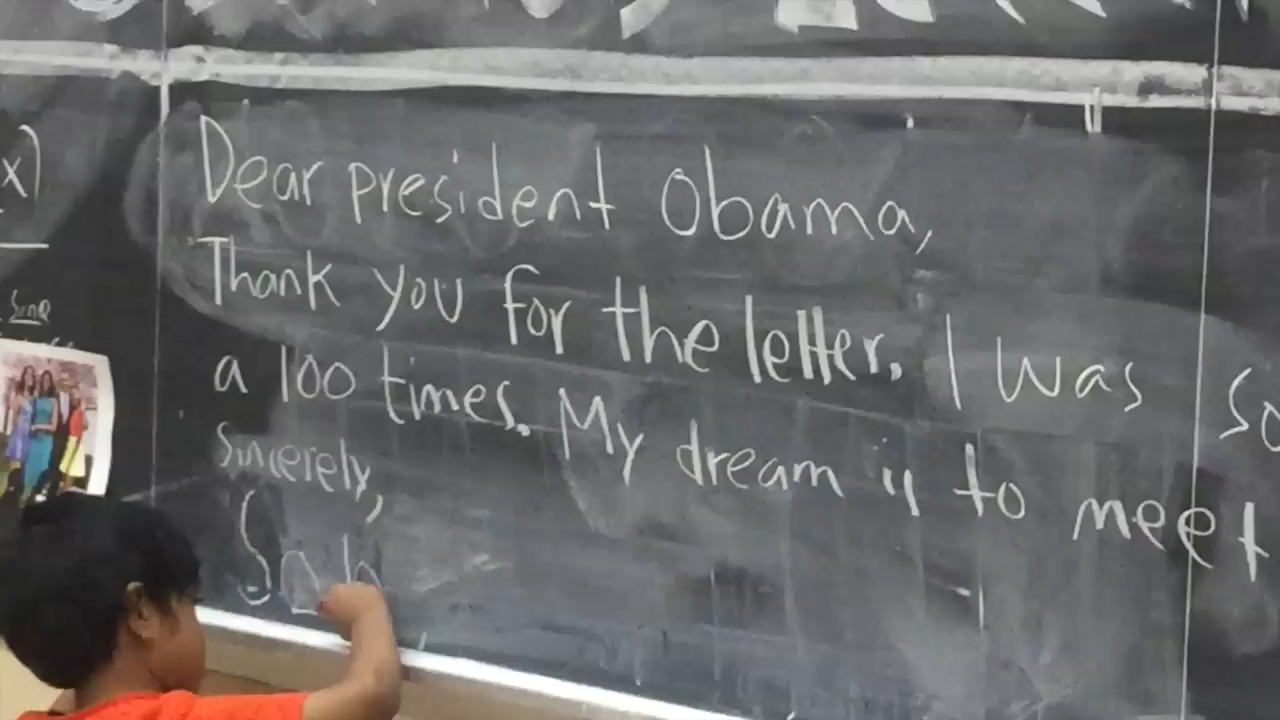 x)
Dear president Obama,
Thank you for the letter. I was so
a 100 times. My dream is to meet
Sincerely,